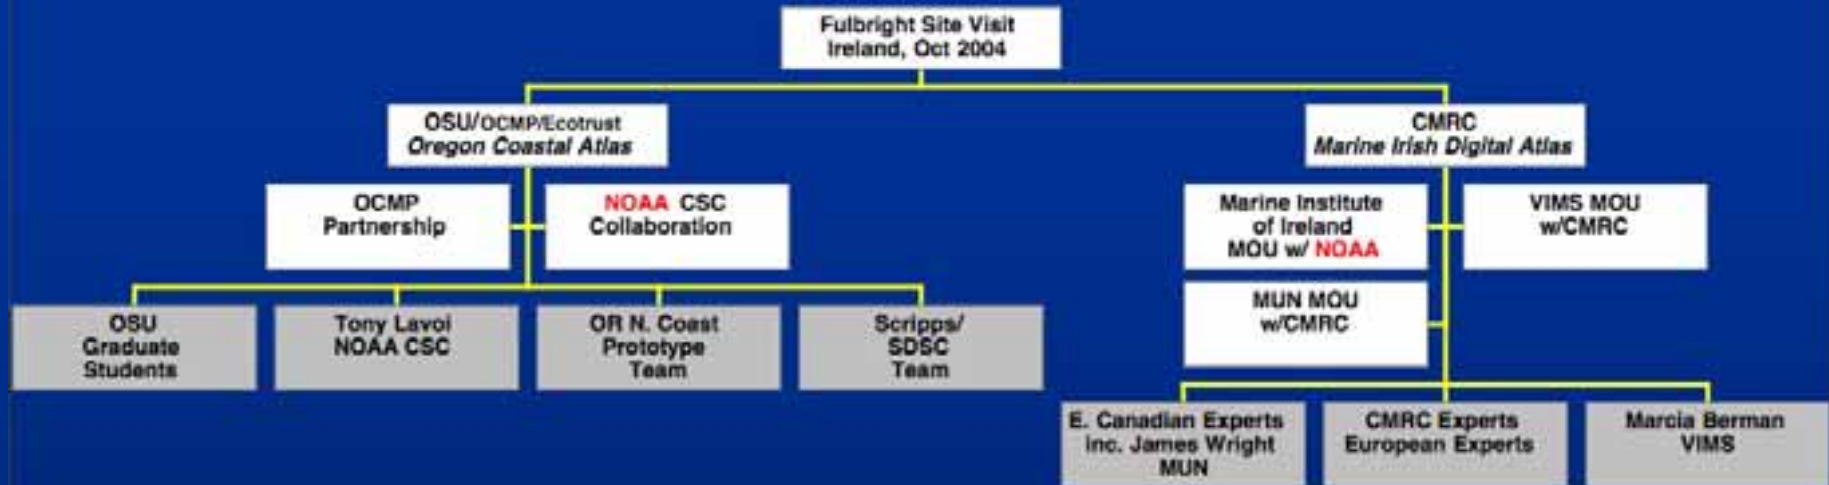 Fulbright Site Visit
Ireland, Oct 2004
OSU/OCMP/Ecotrust
Oregon Coastal Atlas
CMRC
Marine Irish Digital Atlas
OCMP
Partnership
NOAA CSC
Collaboration
Marine Institute
of Ireland
MOU w/ NOAA
VIMS MOU
w/CMRC
MUN MOU
w/CMRC
OSU
Graduate
Students
Tony Lavoi
NOAA CSC
OR N. Coast
Prototype
Team
Scripps/
SDSC
Team
E. Canadian Experts
inc. James Wright
MUN
CMRC Experts
European Experts
Marcia Berman
VIMS